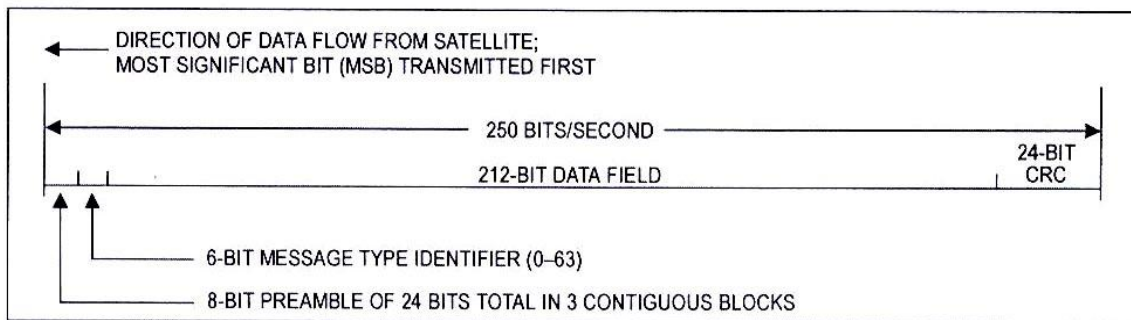 DIRECTION OF DATA FLOW FROM SATELLITE;
MOST SIGNIFICANT BIT (MSB) TRANSMITTED FIRST
250 BITS/SECOND
24-BIT
CRC
212-BIT DATA FIELD
6-BIT MESSAGE TYPE IDENTIFIER (0–63)
8-BIT PREAMBLE OF 24 BITS TOTAL IN 3 CONTIGUOUS BLOCKS